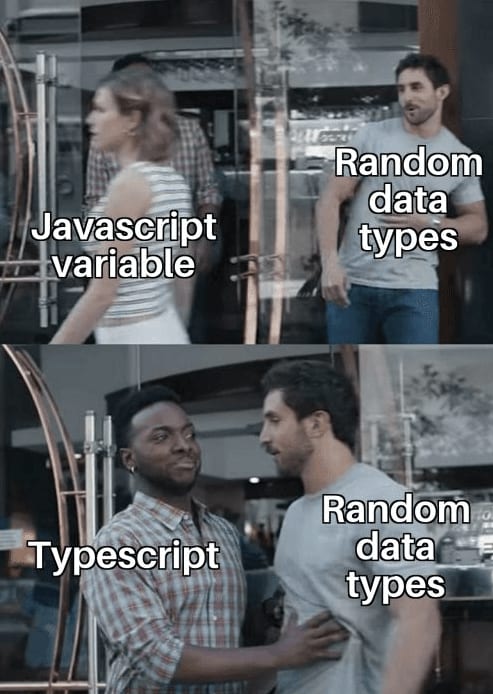 Random
data
types
Javascript
variable
Random
data
types
Typescript